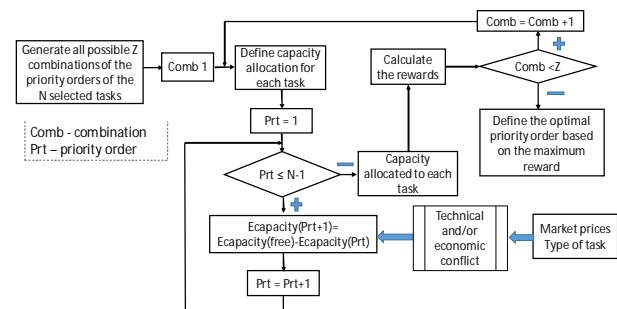 Generate all possible Z
combinations of the
priority orders of the
N selected tasks
Comb 1
Define capacity
allocation for
each task
Calculate
the rewards
Comb = Comb +1
Comb <Z
Define the optimal
priority order based
on the maximum
reward
Prt = 1
Comb - combination
Prt – priority order
Prt ≤ N-1
Capacity
allocated to each
task
Ecapacity(Prt+1)=
Ecapacity(free)-Ecapacity(Prt)
Technical
and/or
economic
conflict
Market prices
Type of task
Prt = Prt+1